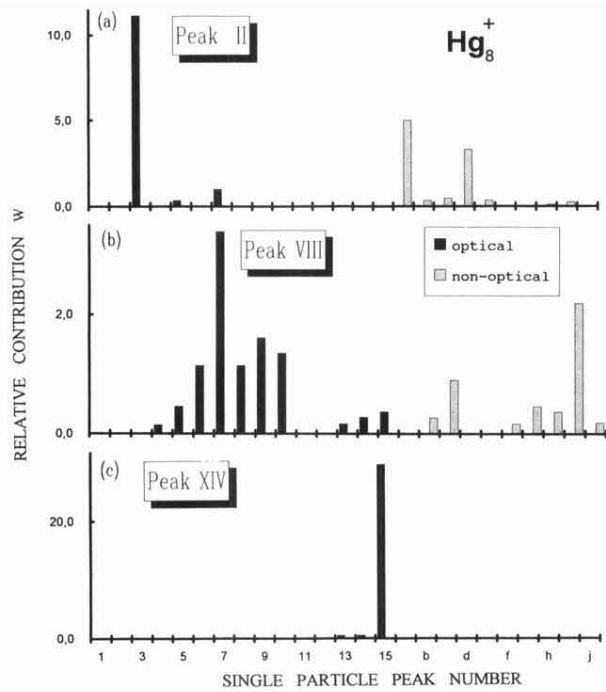 (a)
Peak II
Hg8+
10,0
5,0
0,0
(b)
Peak VIII
optical
non-optical
2,0
0,0
(c)
Peak XIV
20,0
0,0
1 3 5 7 9 11 13 15 b d f h j
RELATIVE CONTRIBUTION w
SINGLE PARTICLE PEAK NUMBER